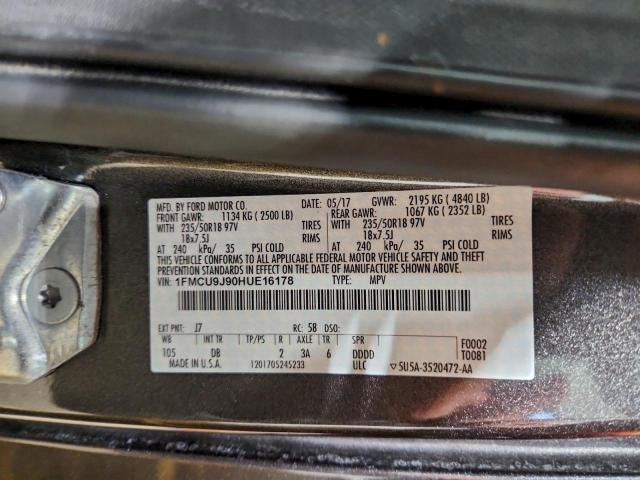 MFD. BY FORD MOTOR CO. DATE: 05/17 GVWR: 2195 KG ( 4840 LB)
FRONT GAWR: 1134 KG ( 2500 LB) REAR GAWR: 1067 KG ( 2352 LB)
WITH 235/50R18 97V TIRES WITH 235/50R18 97V TIRES
18x7.5J RIMS 18x7.5J RIMS
AT 240 kPa/ 35 PSI COLD AT 240 kPa/ 35 PSI COLD
THIS VEHICLE CONFORMS TO ALL APPLICABLE FEDERAL MOTOR VEHICLE SAFETY AND THEFT
PREVENTION STANDARDS IN EFFECT ON THE DATE OF MANUFACTURE SHOWN ABOVE.
VIN: 1FMCU9J90HUE16178 TYPE: MPV
EXT PNT: J7 RC: 58 DSO:
WB INT TR TP/PS R AXLE TR SPR F0002
105 DB 2 3A 6 DDDD T0081
MADE IN U.S.A. 1201705245233 ULC 5U5A-3520472-AA